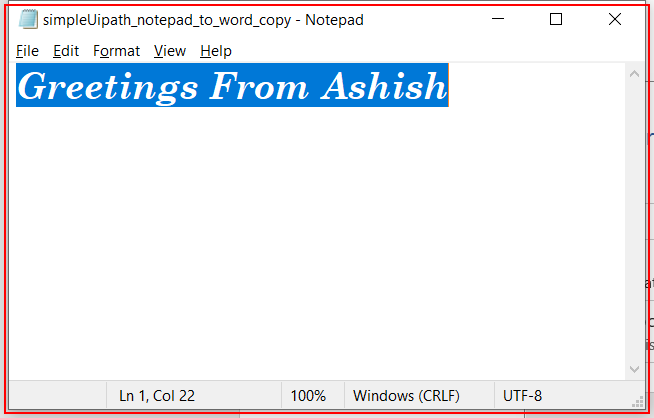 simpleUipath_notepad_to_word_copy - Notepad
File Edit Format View Help
Greetings From Ashish
Ln 1, Col 22 100% Windows (CRLF) UTF-8